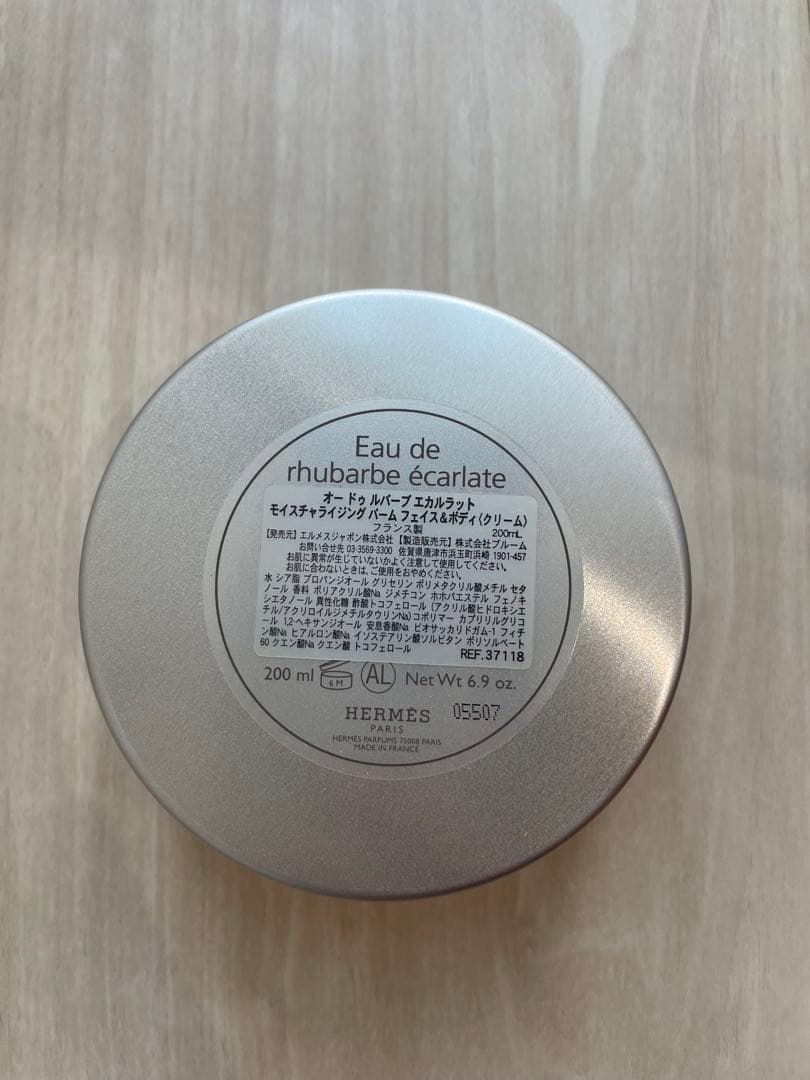 Eau de
rhubarbe écarlate
オー ドゥ ルバーブ エカルラット
モイスチャライジング バーム フェイス&ボディ〈クリーム〉
フランス製 200mL
【発売元】エルメスジャポン株式会社 【製造販売元】株式会社ブルーム
お問い合せ先 03-3569-3300 佐賀県唐津市浜玉町浜崎 1901-457
お肌に異常が生じていないかよく注意して使用してください。
お肌に合わないときは、ご使用をおやめください。
水 シア脂 プロパンジオール グリセリン ポリメタクリル酸メチル セタ
ノール 香料 ポリアクリル酸Na ジメチコン ホホバエステル フェノキ
シエタノール 異性化糖 酢酸トコフェロール (アクリル酸ヒドロキシエ
チル/アクリロイルジメチルタウリンNa)コポリマー カプリリルグリコ
ール 1,2-ヘキサンジオール 安息香酸Na ビオサッカリドガム-1 フィチ
ン酸Na ヒアルロン酸Na イソステアリン酸ソルビタン ポリソルベート
60 クエン酸Na クエン酸 トコフェロール REF.37118
200 ml 6M AL Net Wt 6.9 oz.
HERMÈS 05507
PARIS
HERMES PARFUMS 75008 PARIS
MADE IN FRANCE